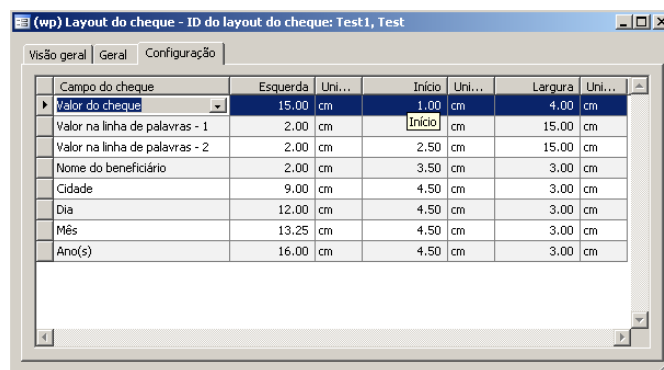 (wp) Layout do cheque - ID do layout do cheque: Test1, Test
Visão geral Geral Configuração
Campo do cheque Esquerda Uni... Início Uni... Largura Uni...
Valor do cheque 15.00 cm 1.00 cm 4.00 cm
Valor na linha de palavras - 1 2.00 cm Início cm 15.00 cm
Valor na linha de palavras - 2 2.00 cm 2.50 cm 15.00 cm
Nome do beneficiário 2.00 cm 3.50 cm 3.00 cm
Cidade 9.00 cm 4.50 cm 3.00 cm
Dia 12.00 cm 4.50 cm 3.00 cm
Mês 13.25 cm 4.50 cm 3.00 cm
Ano(s) 16.00 cm 4.50 cm 3.00 cm